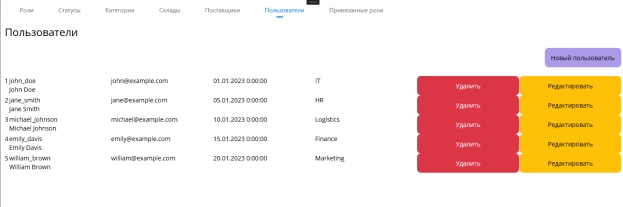 Роли Статусы Категории Склады Поставщики Пользователи Привязанные роли
Пользователи
Новый пользователь
1 john_doe john@example.com 01.01.2023 0:00:00 IT Удалить Редактировать
John Doe
2 jane_smith jane@example.com 05.01.2023 0:00:00 HR Удалить Редактировать
Jane Smith
3 michael_johnson michael@example.com 10.01.2023 0:00:00 Logistics Удалить Редактировать
Michael Johnson
4 emily_davis emily@example.com 15.01.2023 0:00:00 Finance Удалить Редактировать
Emily Davis
5 william_brown william@example.com 20.01.2023 0:00:00 Marketing Удалить Редактировать
William Brown